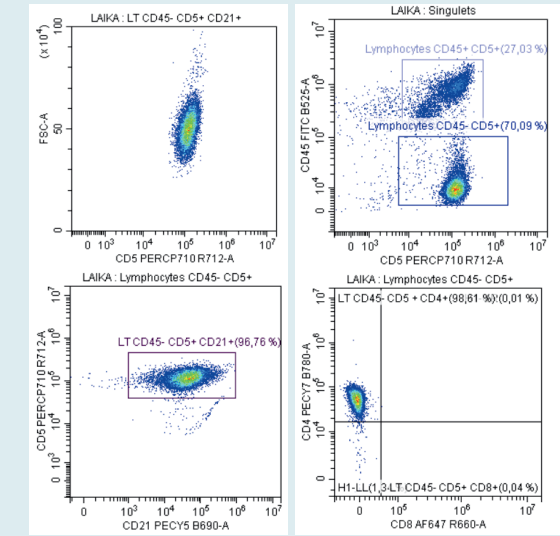 LAIKA : LT CD45- CD5+ CD21+
(x 10⁴)
100
50
0
FSC-A
0 10³ 10⁴ 10⁵ 10⁶ 10⁷
CD5 PERCP710 R712-A
LAIKA : Singulets
Lymphocytes CD45+ CD5+(27,03 %)
Lymphocytes CD45- CD5+(70,09 %)
10⁷
10⁶
10⁵
10⁴
0
CD45 FITC B525-A
0 10³ 10⁴ 10⁵ 10⁶ 10⁷
CD5 PERCP710 R712-A
LAIKA : Lymphocytes CD45- CD5+
LT CD45- CD5+ CD21+(96,76 %)
10⁷
10⁶
10⁵
10⁴
0 10³
CD5 PERCP710 R712-A
0 10³ 10⁴ 10⁵ 10⁶ 10⁷
CD21 PECY5 B690-A
LAIKA : Lymphocytes CD45- CD5+
LT CD45- CD5 + CD4+(98,61 %) (0,01 %)
10⁷
10⁶
10⁵
10⁴
0
CD4 PECY7 B780-A
H1-LL(1,3 LT CD45- CD5+ CD8+(0,04 %)
0 10⁵ 10⁶ 10⁷
CD8 AF647 R660-A